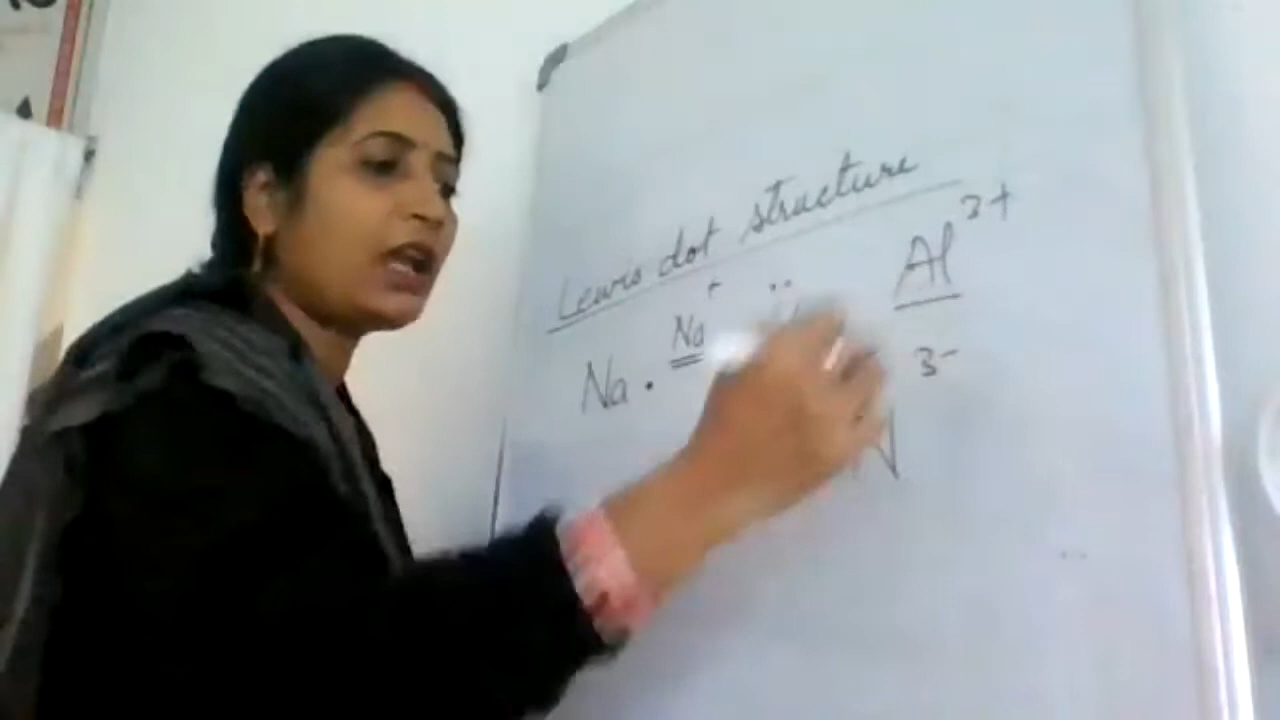 Lewis dot structure
Na⁺ Al³⁺
Na· 3-
N